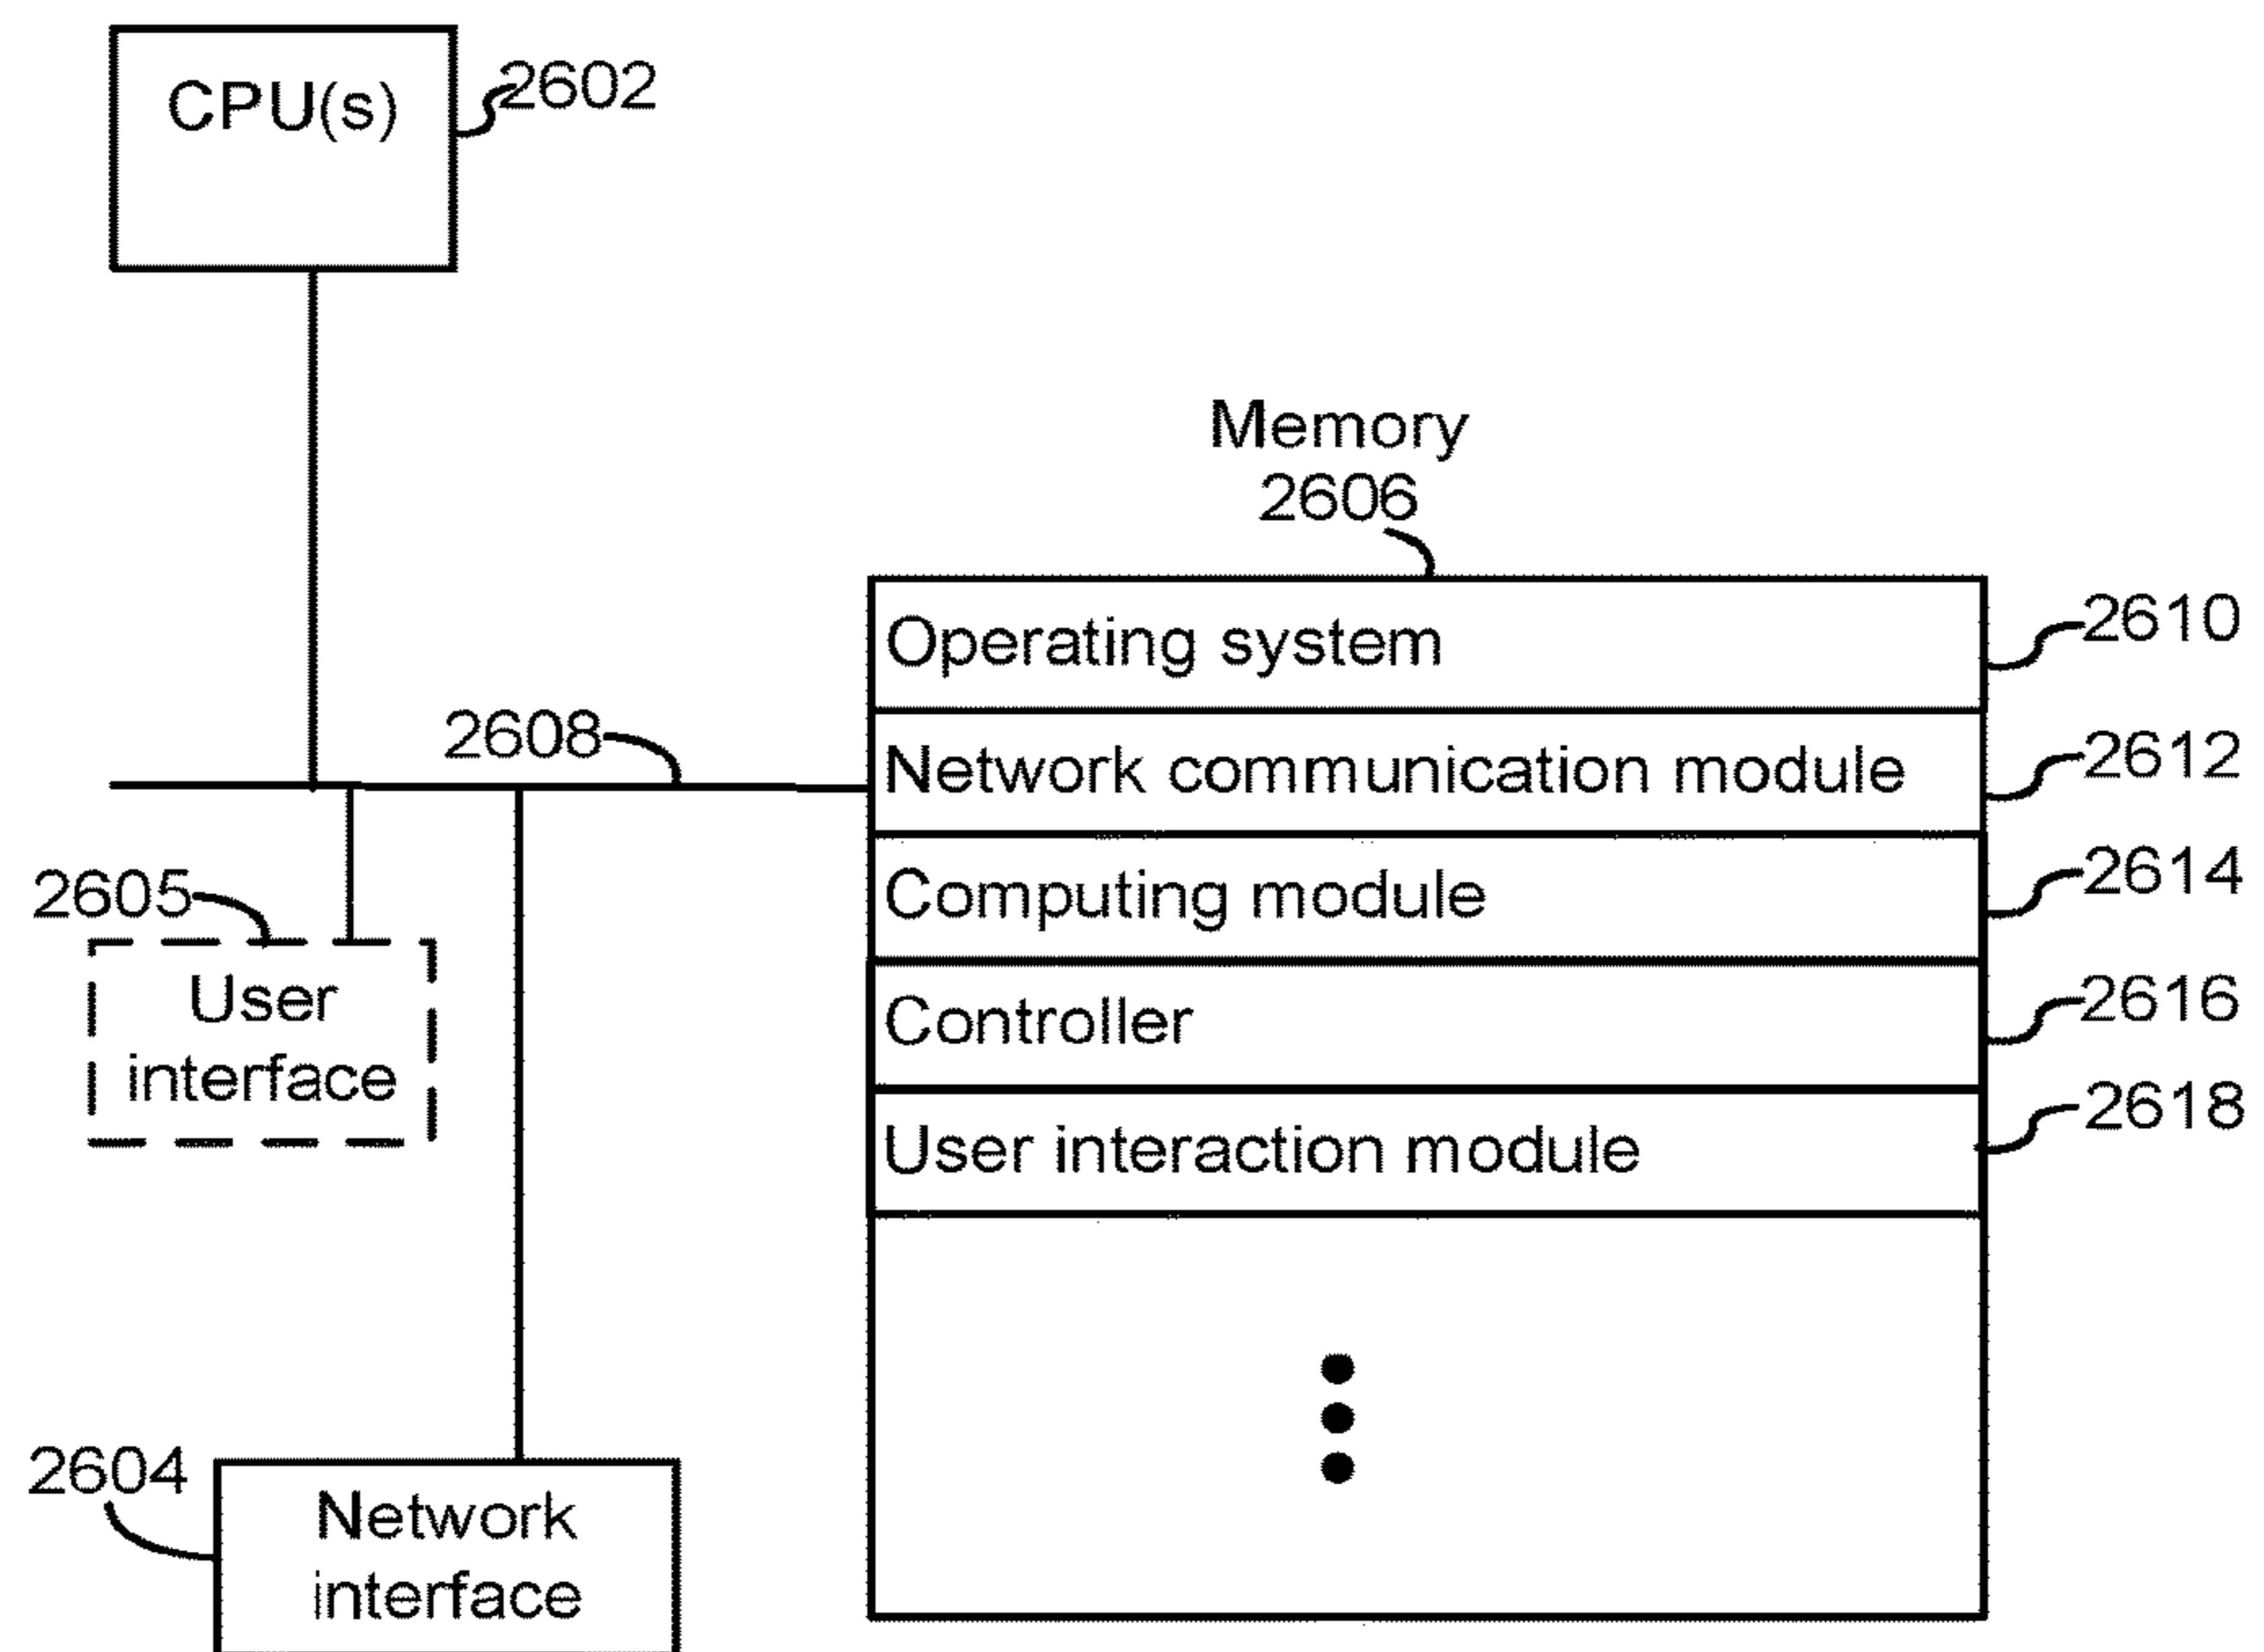 CPU(s)
2602
Memory
2606
Operating system
2610
2608
Network communication module
2612
2605
Computing module
2614
User
interface
Controller
2616
User interaction module
2618
2604
Network
interface